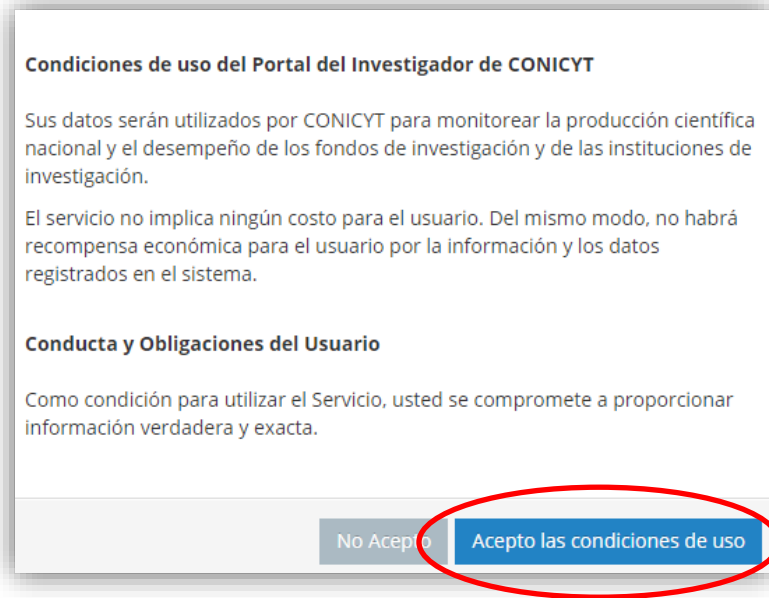 Condiciones de uso del Portal del Investigador de CONICYT
Sus datos serán utilizados por CONICYT para monitorear la producción científica
nacional y el desempeño de los fondos de investigación y de las instituciones de
investigación.
El servicio no implica ningún costo para el usuario. Del mismo modo, no habrá
recompensa económica para el usuario por la información y los datos
registrados en el sistema.
Conducta y Obligaciones del Usuario
Como condición para utilizar el Servicio, usted se compromete a proporcionar
información verdadera y exacta.
No Acepto
Acepto las condiciones de uso